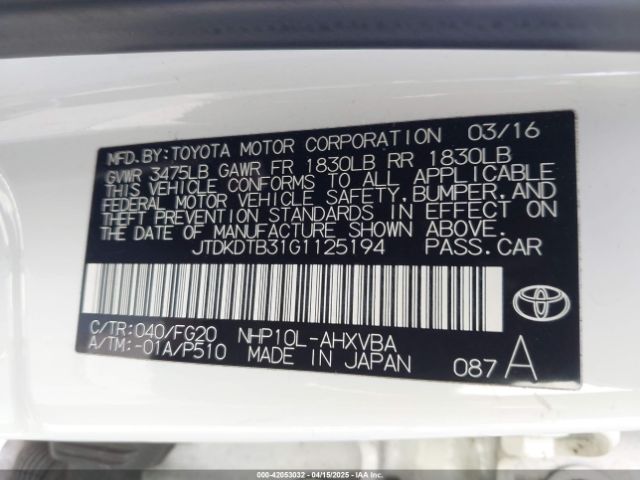 MFD.BY:TOYOTA MOTOR CORPORATION 03/16
GVWR 3475LB GAWR FR 1830LB RR 1830LB
THIS VEHICLE CONFORMS TO ALL APPLICABLE
FEDERAL MOTOR VEHICLE SAFETY,BUMPER,AND
THEFT PREVENTION STANDARDS IN EFFECT ON
THE DATE OF MANUFACTURE SHOWN ABOVE.
JTDKDTB31G1125194 PASS.CAR
C/TR:040/FG20 NHP10L-AHXVBA
A/TM:-01A/P510 MADE IN JAPAN 087 A
000-42053032 - 04/15/2025 - IAA Inc.